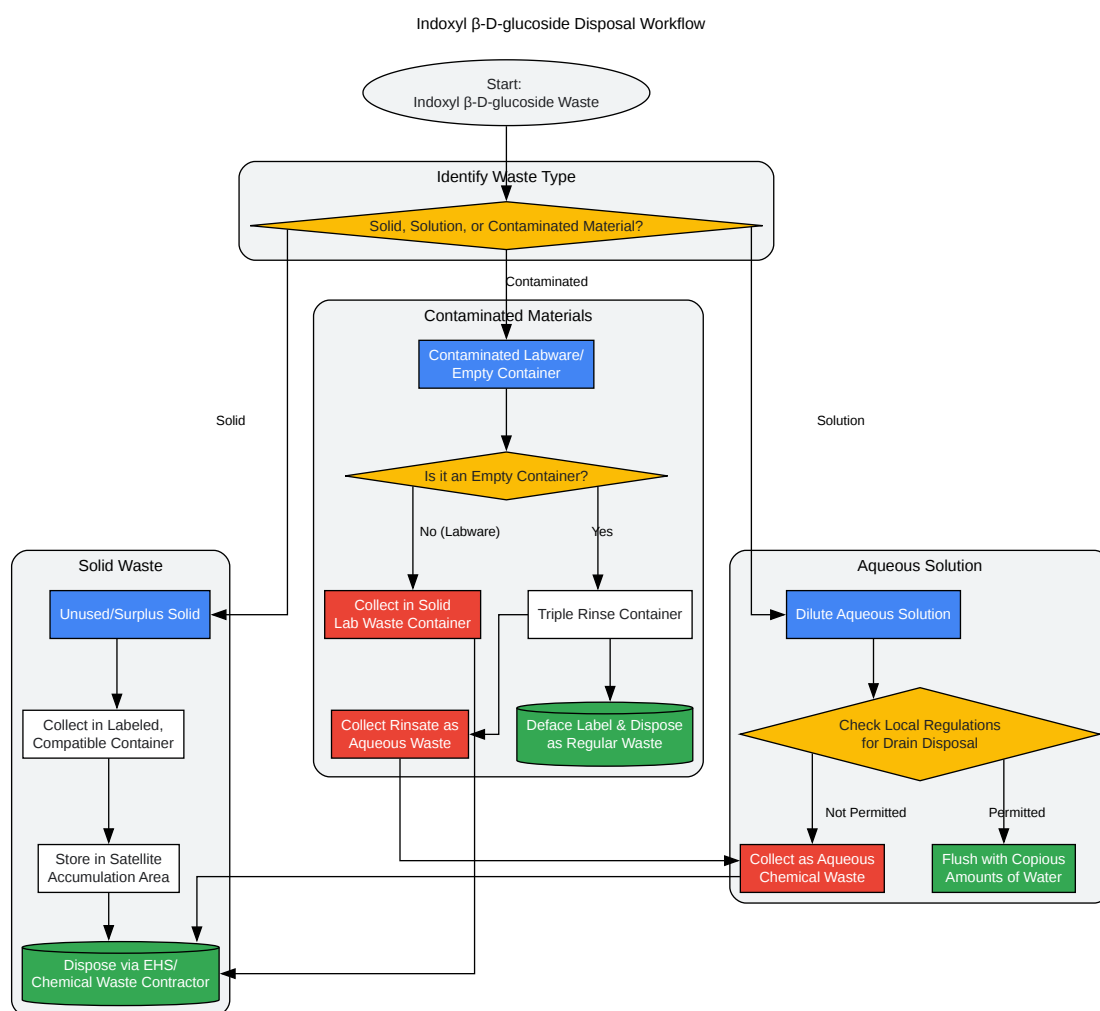 Indoxyl β-D-glucoside Disposal Workflow
Start:
Indoxyl β-D-glucoside Waste
Identify Waste Type
Solid, Solution, or Contaminated Material?
Contaminated
Contaminated Materials
Contaminated Labware/
Empty Container
Solid
Solution
Is it an Empty Container?
No (Labware)
Yes
Solid Waste
Aqueous Solution
Unused/Surplus Solid
Collect in Solid
Lab Waste Container
Triple Rinse Container
Dilute Aqueous Solution
Collect in Labeled,
Compatible Container
Collect Rinsate as
Aqueous Waste
Deface Label & Dispose
as Regular Waste
Check Local Regulations
for Drain Disposal
Not Permitted
Permitted
Store in Satellite
Accumulation Area
Collect as Aqueous
Chemical Waste
Flush with Copious
Amounts of Water
Dispose via EHS/
Chemical Waste Contractor